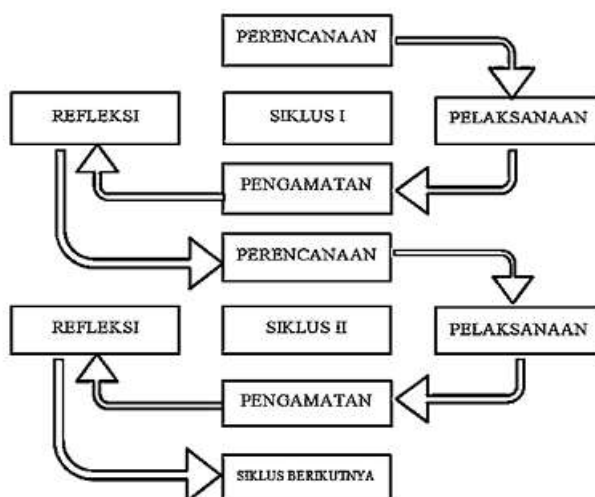 PERENCANAAN
REFLEKSI
SIKLUS I
PELAKSANAAN
PENGAMATAN
PERENCANAAN
REFLEKSI
SIKLUS II
PELAKSANAAN
PENGAMATAN
SIKLUS BERIKUTNYA